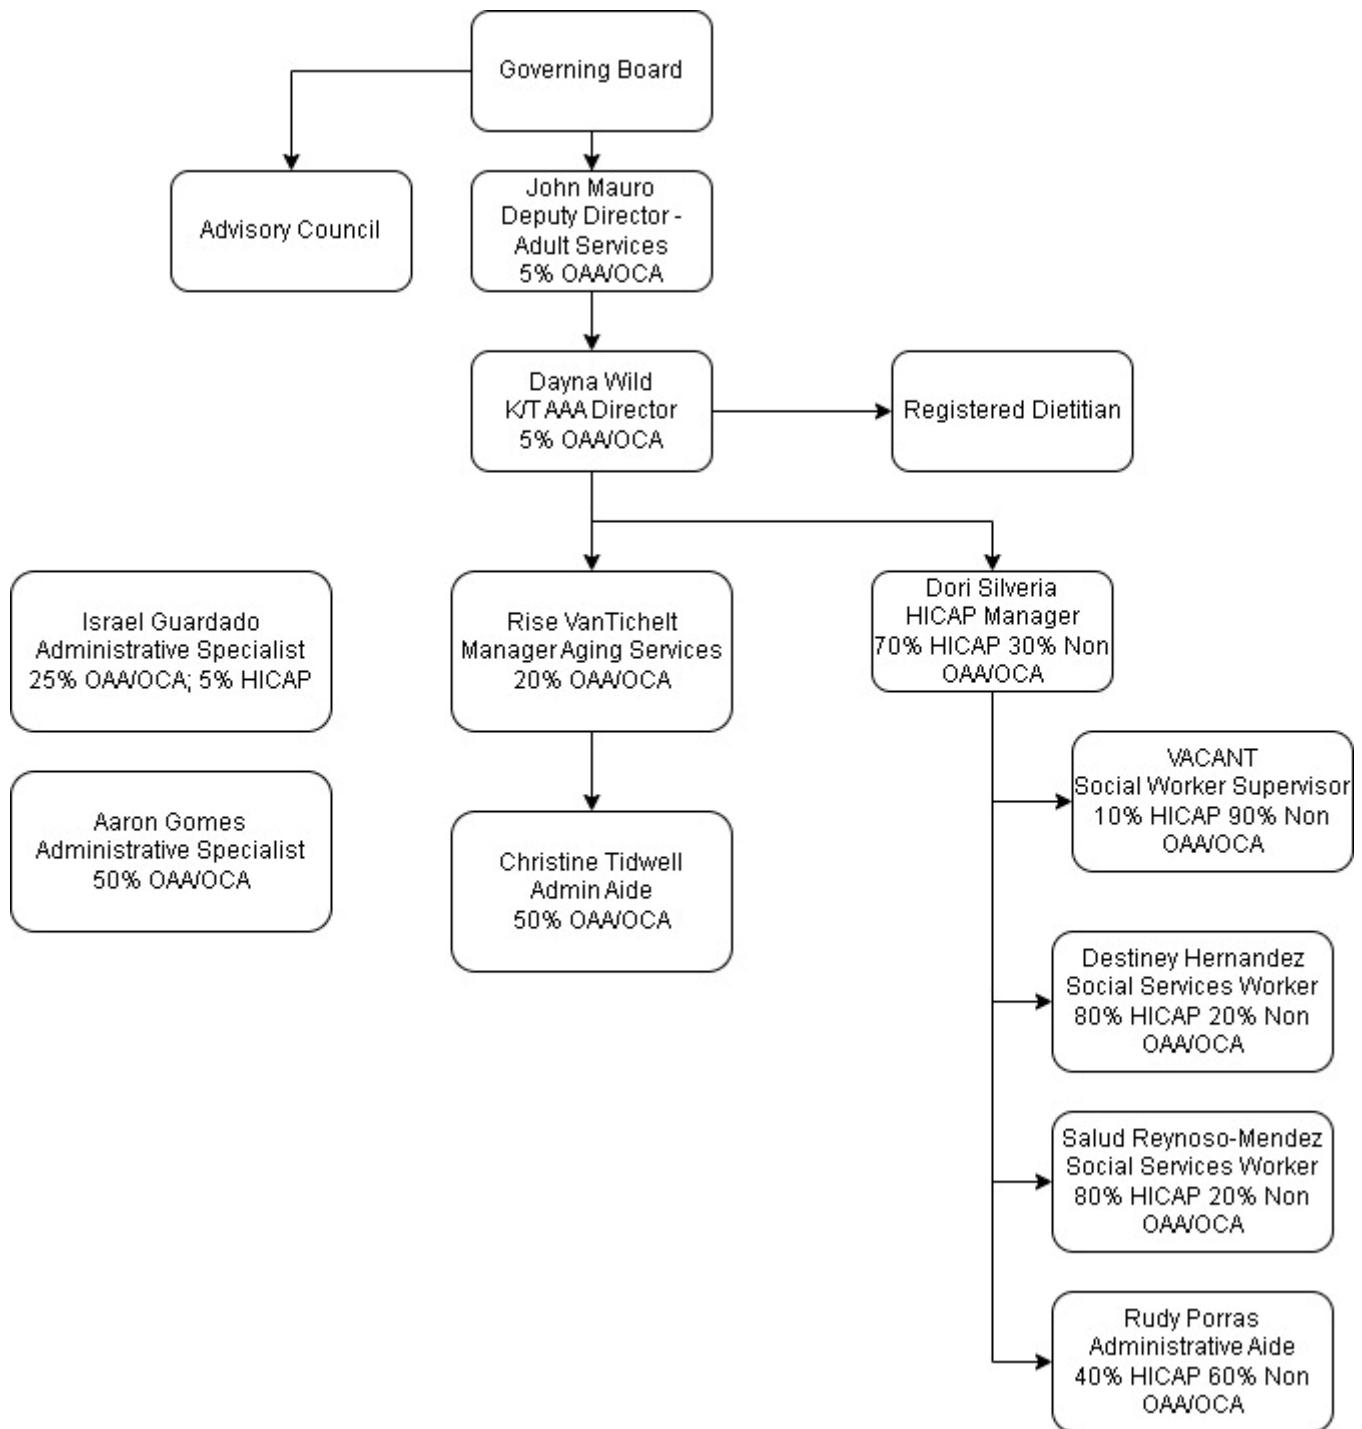 Governing Board
Advisory Council
John Mauro
Deputy Director -
Adult Services
5% OAA/OCA
Dayna Wild
K/T AAA Director
5% OAA/OCA
Registered Dietitian
Israel Guardado
Administrative Specialist
25% OAA/OCA; 5% HICAP
Rise VanTichelt
Manager Aging Services
20% OAA/OCA
Dori Silveria
HICAP Manager
70% HICAP 30% Non
OAA/OCA
Aaron Gomes
Administrative Specialist
50% OAA/OCA
Christine Tidwell
Admin Aide
50% OAA/OCA
VACANT
Social Worker Supervisor
10% HICAP 90% Non
OAA/OCA
Destiney Hernandez
Social Services Worker
80% HICAP 20% Non
OAA/OCA
Salud Reynoso-Mendez
Social Services Worker
80% HICAP 20% Non
OAA/OCA
Rudy Porras
Administrative Aide
40% HICAP 60% Non
OAA/OCA